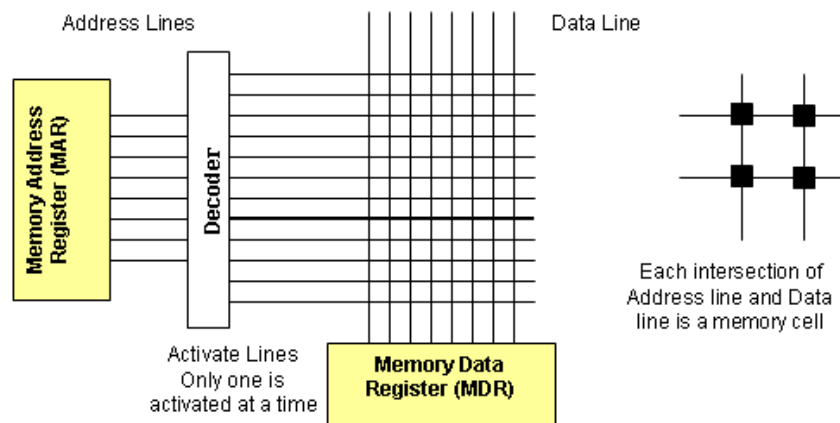 Address Lines
Data Line
Memory Address
Register (MAR)
Decoder
Each intersection of
Address line and Data
line is a memory cell
Activate Lines
Only one is
activated at a time
Memory Data
Register (MDR)